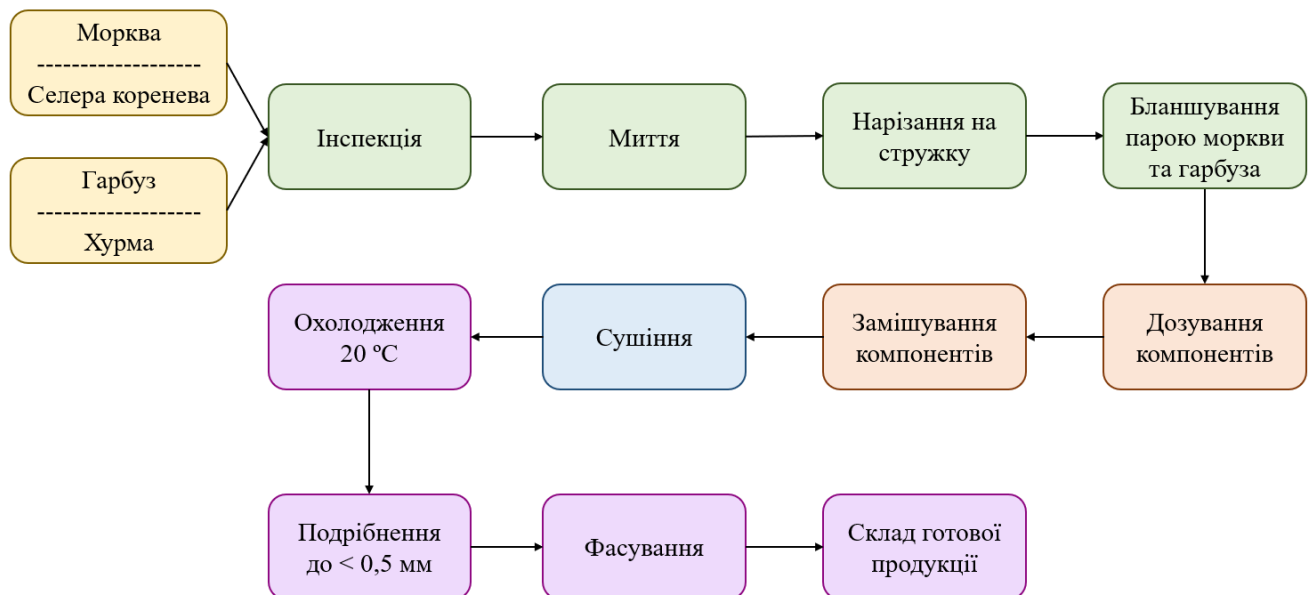 Морква
--------------------
Селера коренева
Гарбуз
--------------------
Хурма
Інспекція
Миття
Нарізання на
стружку
Бланшування
парою моркви
та гарбуза
Дозування
компонентів
Замішування
компонентів
Сушіння
Охолодження
20 ºС
Подрібнення
до < 0,5 мм
Фасування
Склад готової
продукції